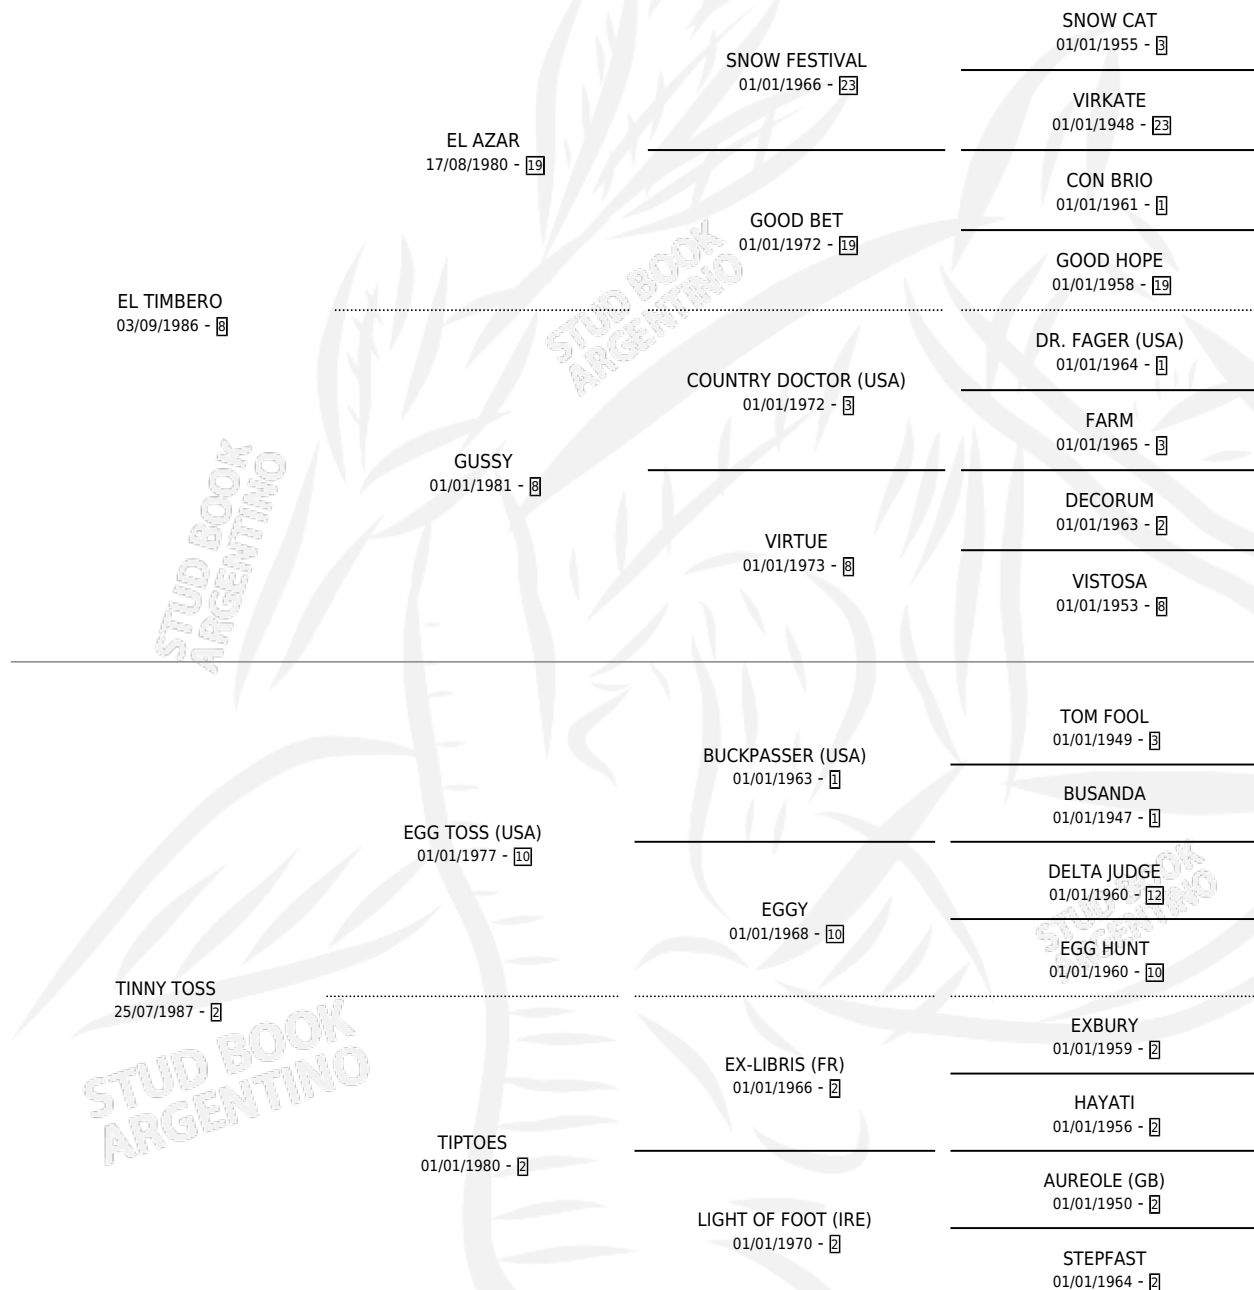 SNOW CAT
01/01/1955 - 3
SNOW FESTIVAL
01/01/1966 - 23
VIRKATE
01/01/1948 - 23
EL AZAR
17/08/1980 - 19
CON BRIO
01/01/1961 - 1
GOOD BET
01/01/1972 - 19
GOOD HOPE
01/01/1958 - 19
EL TIMBERO
03/09/1986 - 8
DR. FAGER (USA)
01/01/1964 - 1
COUNTRY DOCTOR (USA)
01/01/1972 - 3
FARM
01/01/1965 - 3
GUSSY
01/01/1981 - 8
DECORUM
01/01/1963 - 2
VIRTUE
01/01/1973 - 8
VISTOSA
01/01/1953 - 8
TOM FOOL
01/01/1949 - 3
BUCKPASSER (USA)
01/01/1963 - 1
BUSANDA
01/01/1947 - 1
EGG TOSS (USA)
01/01/1977 - 10
DELTA JUDGE
01/01/1960 - 12
EGGY
01/01/1968 - 10
EGG HUNT
01/01/1960 - 10
TINNY TOSS
25/07/1987 - 2
EXBURY
01/01/1959 - 2
EX-LIBRIS (FR)
01/01/1966 - 2
HAYATI
01/01/1956 - 2
TIPTOES
01/01/1980 - 2
AUREOLE (GB)
01/01/1950 - 2
LIGHT OF FOOT (IRE)
01/01/1970 - 2
STEPFAST
01/01/1964 - 2
STUD BOOK
ARGENTINO
STUD BOOK
ARGENTINO
STUD BOOK
ARGENTINO
STUD BOOK
ARGENTINO